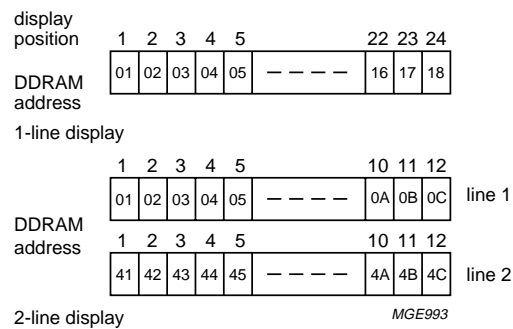 display
position 1 2 3 4 5 22 23 24
DDRAM
address 01 02 03 04 05 — — — — 16 17 18
1-line display
1 2 3 4 5 10 11 12
01 02 03 04 05 — — — — 0A 0B 0C line 1
DDRAM
address
1 2 3 4 5 10 11 12
41 42 43 44 45 — — — — 4A 4B 4C line 2
2-line display MGE993